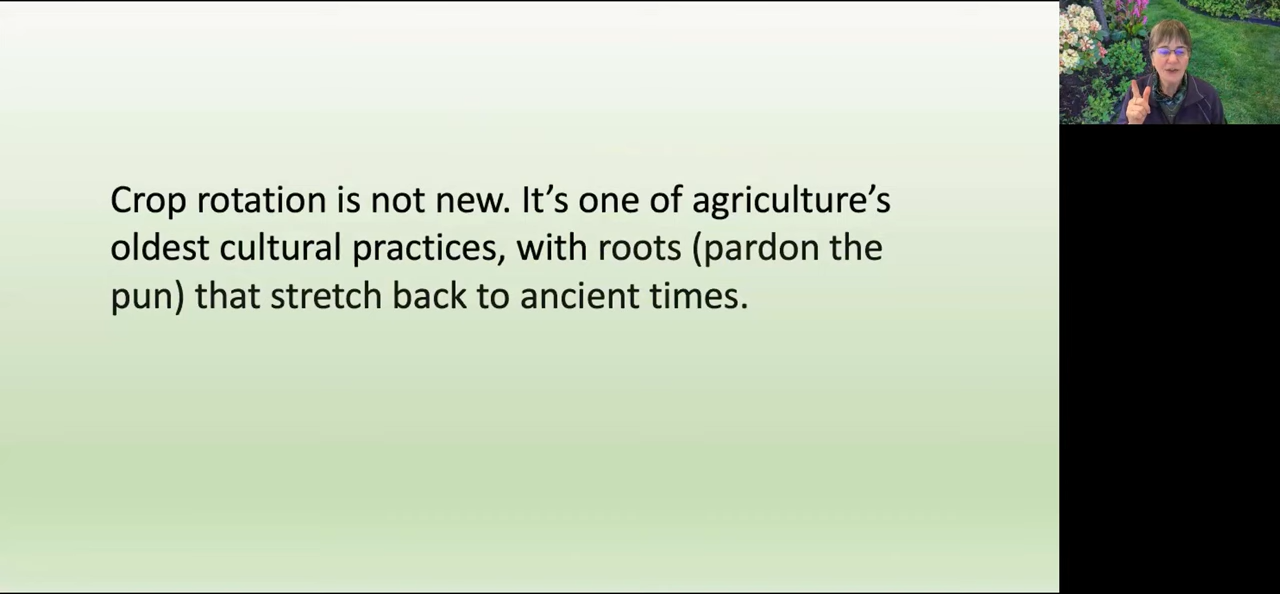 Crop rotation is not new. It’s one of agriculture’s
oldest cultural practices, with roots (pardon the
pun) that stretch back to ancient times.